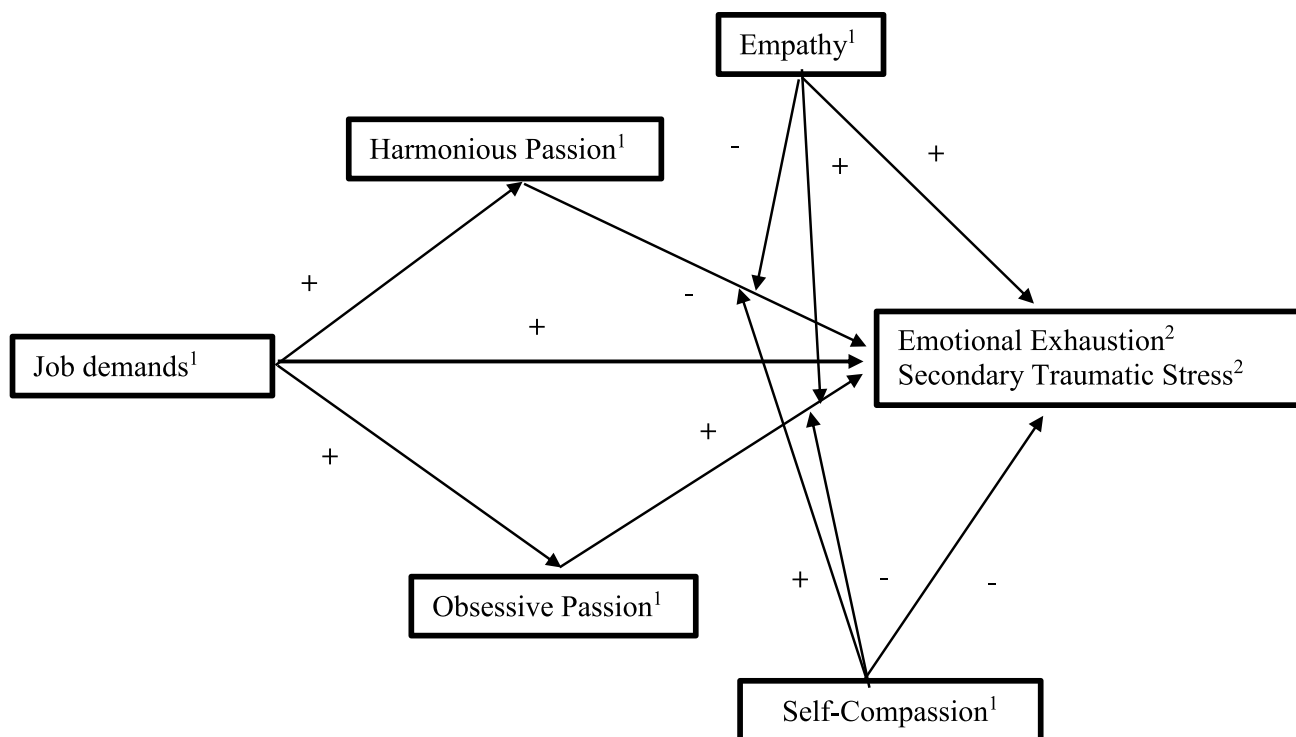 Empathy¹
Harmonious Passion¹
-
+
+
+
-
+
Job demands¹
Emotional Exhaustion²
Secondary Traumatic Stress²
+
+
Obsessive Passion¹
+
-
-
Self-Compassion¹